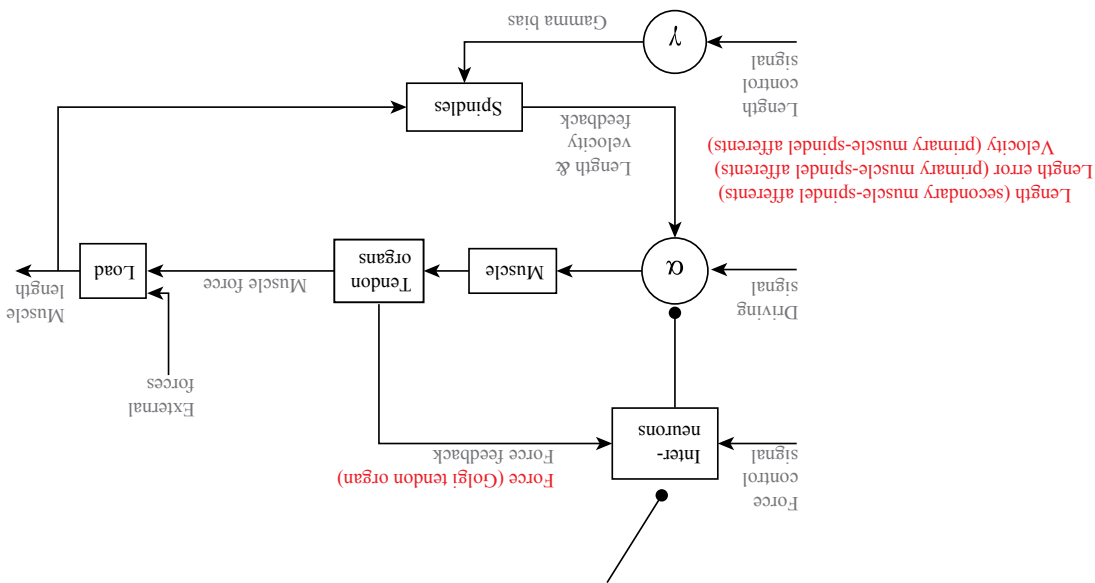 Force
control
signal
Inter-
neurons
Force (Golgi tendon organ)
Force feedback
External
forces
Driving
signal
α
Muscle
Tendon
organs
Muscle force
Load
Muscle
length
Length (secondary muscle-spindel afferents)
Length error (primary muscle-spindel afferents)
Velocity (primary muscle-spindel afferents)
Length &
velocity
feedback
Spindles
Length
control
signal
γ
Gamma bias